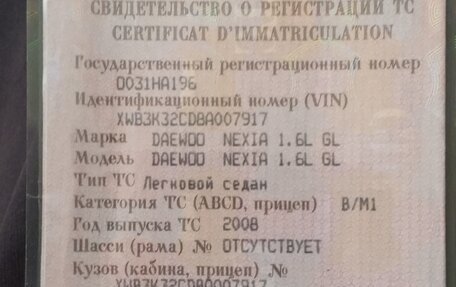 СВИДЕТЕЛЬСТВО О РЕГИСТРАЦИИ ТС
CERTIFICAT D'IMMATRICULATION
Государственный регистрационный номер
О031НА196
Идентификационный номер (VIN)
XWB3K32CD8A007917
Марка DAEWOO NEXIA 1.6L GL
Модель DAEWOO NEXIA 1.6L GL
Тип ТС Легковой седан
Категория ТС (ABCD, прицеп) B/M1
Год выпуска ТС 2008
Шасси (рама) № ОТСУТСТВУЕТ
Кузов (кабина, прицеп) №
XWB3K32CD8A007917